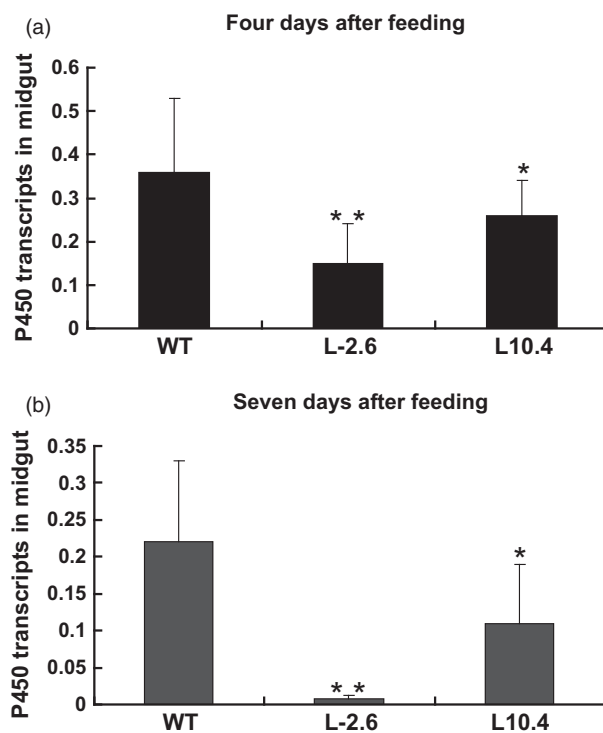 (a)
Four days after feeding
P450 transcripts in midgut
0.6
0.5
0.4
0.3
0.2
0.1
0
* *
*
WT
L-2.6
L10.4
(b)
Seven days after feeding
P450 transcripts in midgut
0.35
0.3
0.25
0.2
0.15
0.1
0.05
0
* *
*
WT
L-2.6
L10.4